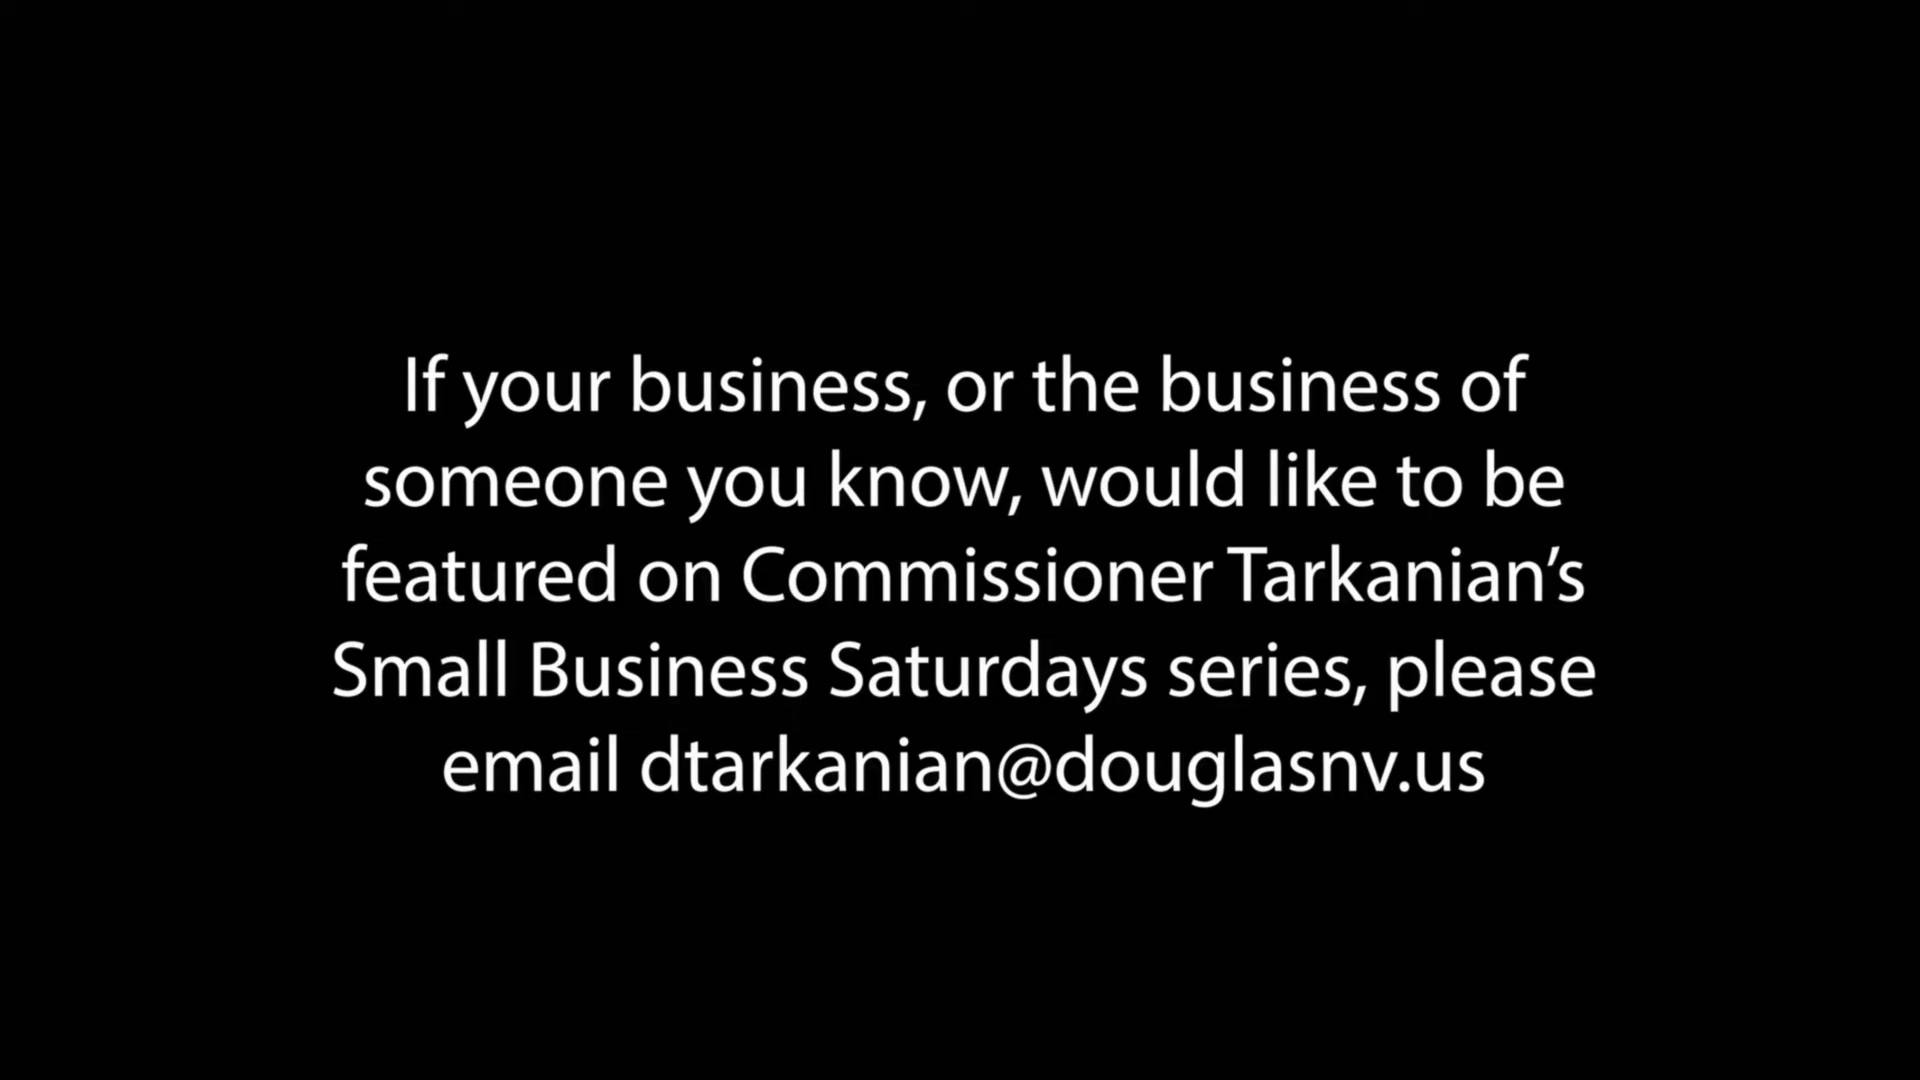 If your business, or the business of
someone you know, would like to be
featured on Commissioner Tarkanian’s
Small Business Saturdays series, please
email dtarkanian@douglasnv.us